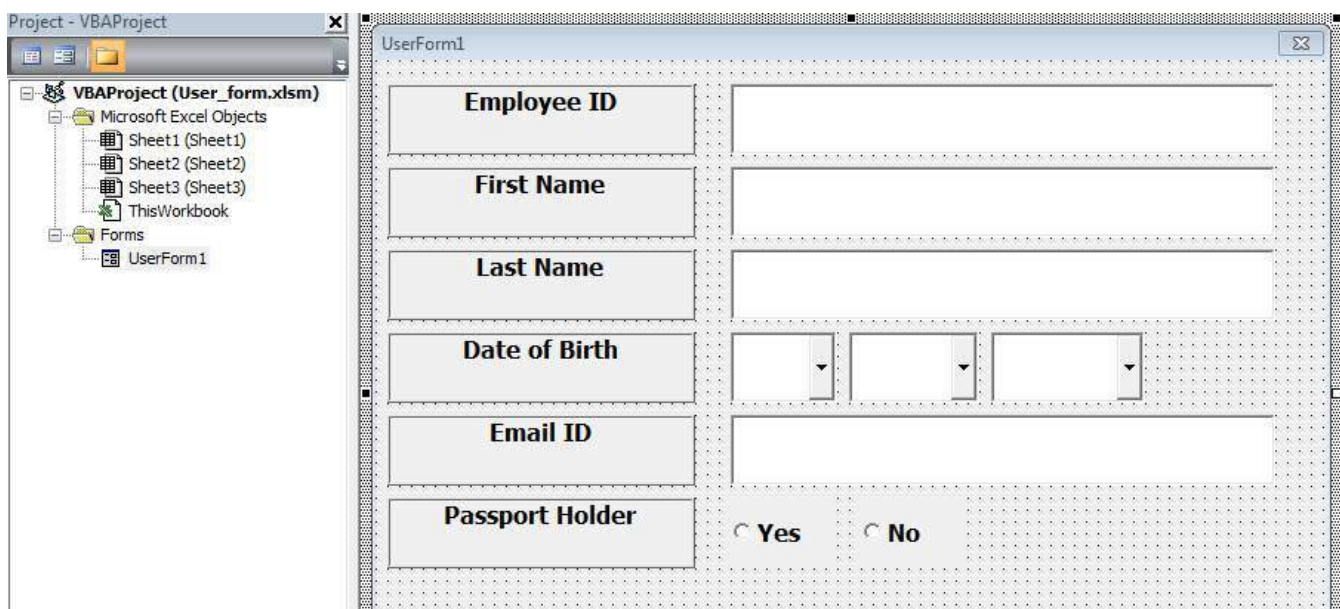 Project - VBAProject
VBAProject (User_form.xlsm)
Microsoft Excel Objects
Sheet1 (Sheet1)
Sheet2 (Sheet2)
Sheet3 (Sheet3)
ThisWorkbook
Forms
UserForm1
UserForm1
Employee ID
First Name
Last Name
Date of Birth
Email ID
Passport Holder
Yes No